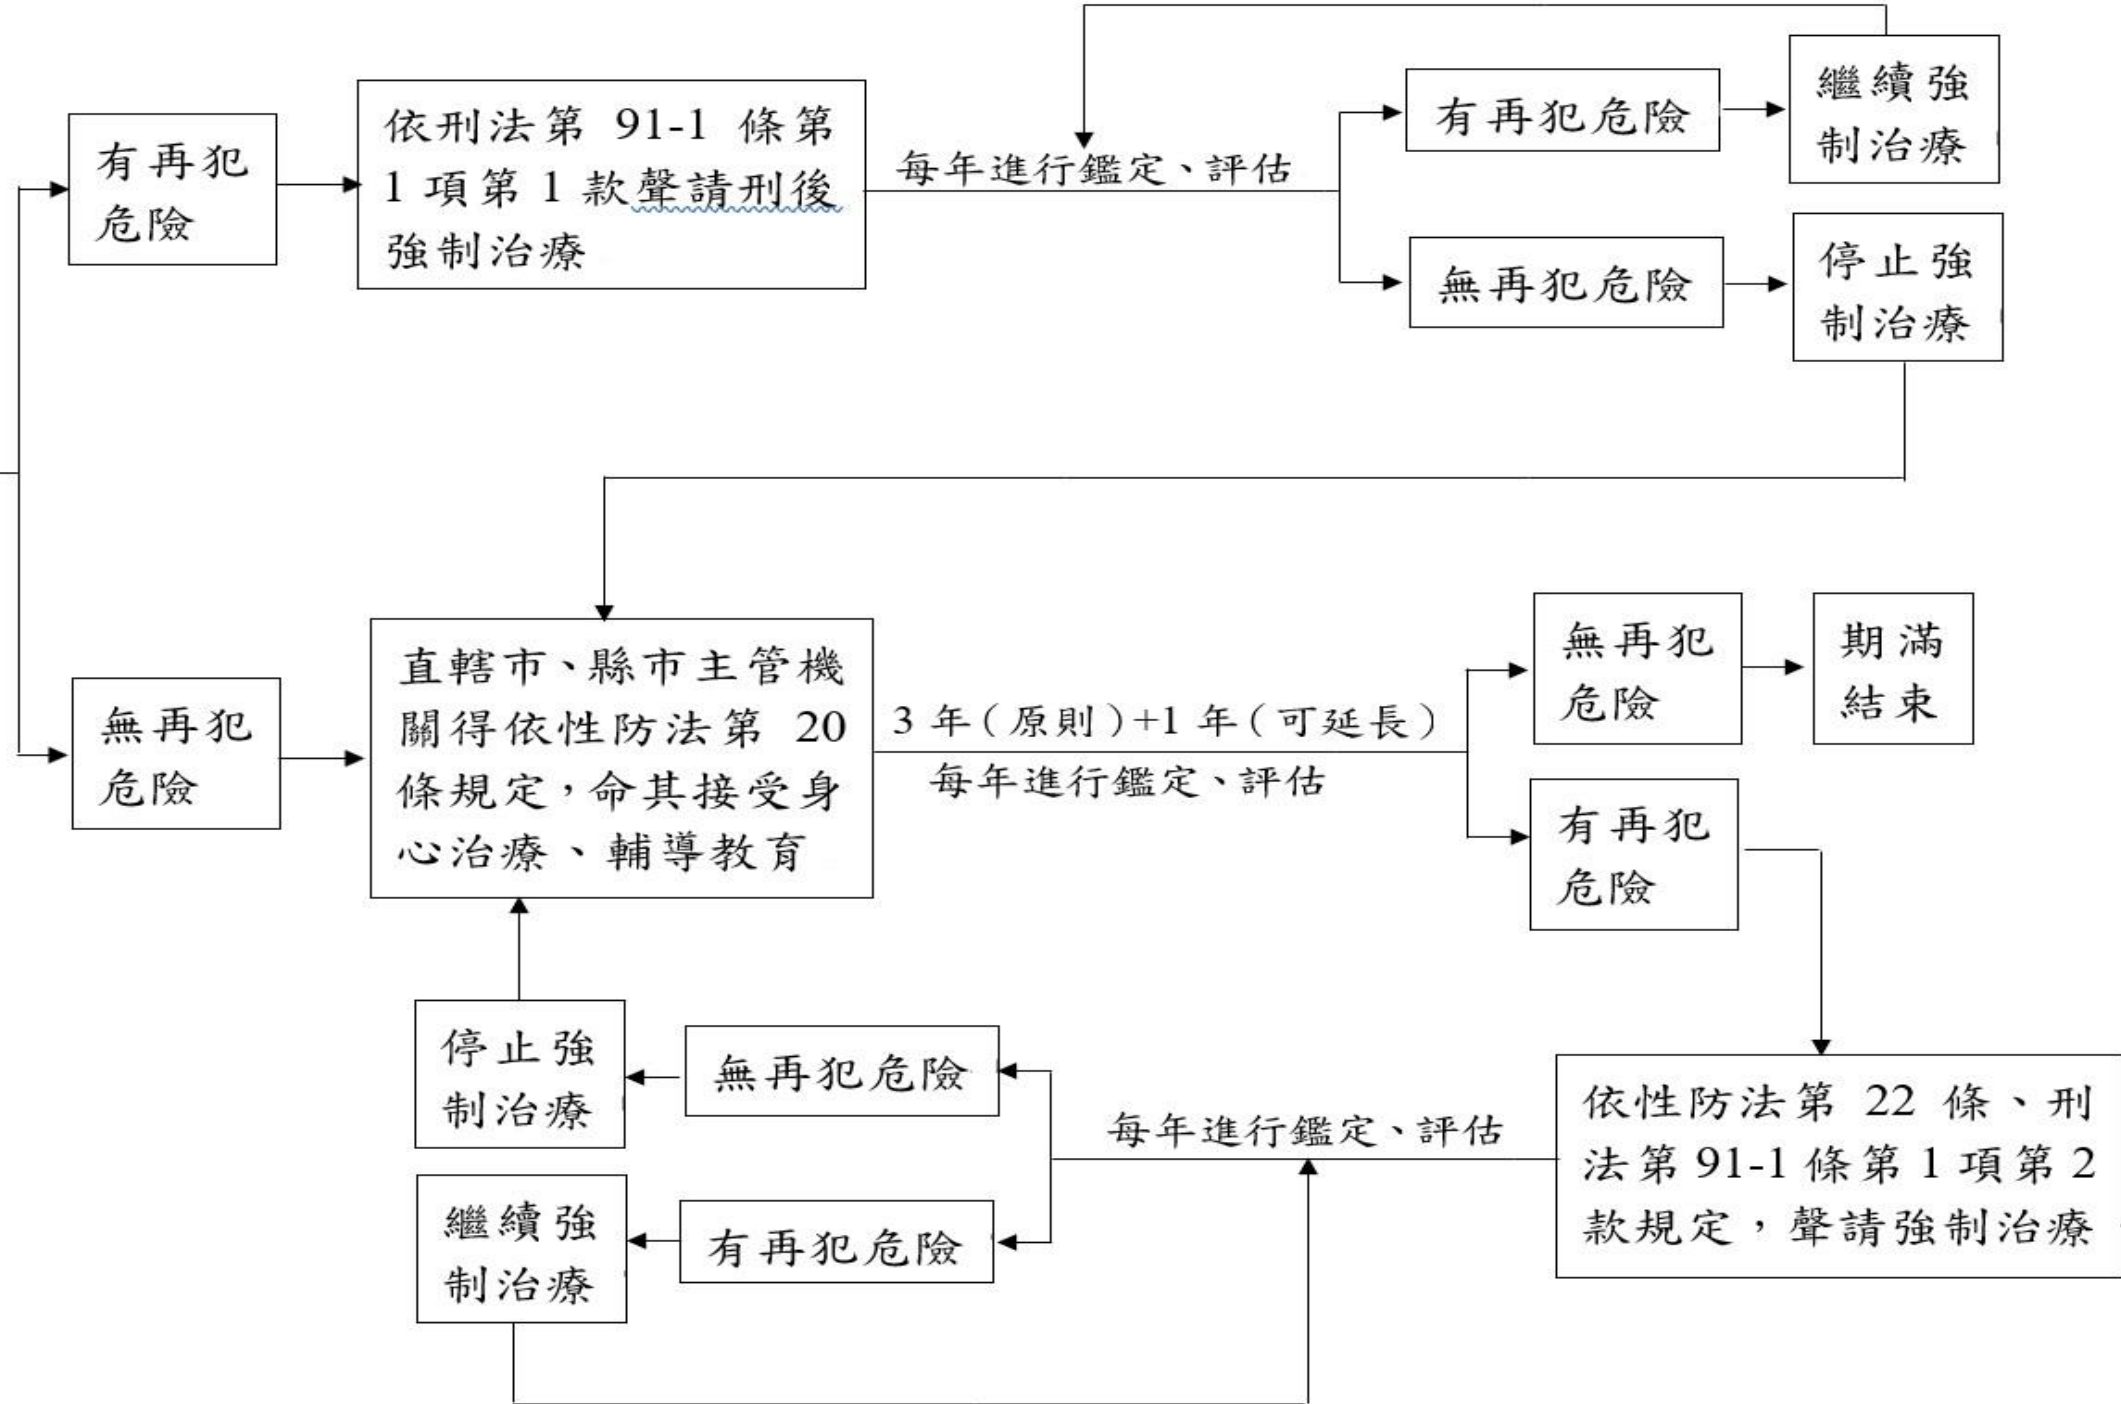 有再犯
危險
依刑法第 91-1 條第
1 項第 1 款聲請刑後
強制治療
每年進行鑑定、評估
有再犯危險
繼續強
制治療
無再犯危險
停止強
制治療
無再犯
危險
直轄市、縣市主管機
關得依性防法第 20
條規定，命其接受身
心治療、輔導教育
3 年（原則）+1 年（可延長）
每年進行鑑定、評估
無再犯
危險
期滿
結束
有再犯
危險
依性防法第 22 條、刑
法第 91-1 條第 1 項第 2
款規定，聲請強制治療
每年進行鑑定、評估
無再犯危險
停止強
制治療
有再犯危險
繼續強
制治療